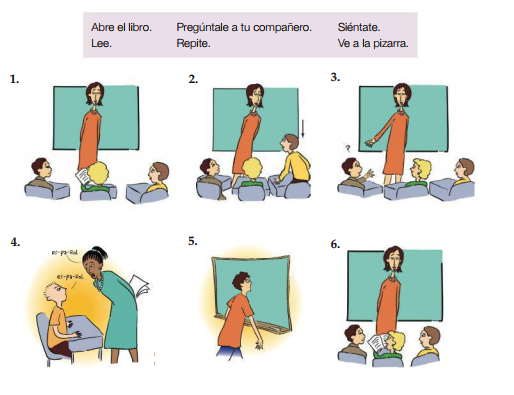 Abre el libro. Pregúntale a tu compañero. Siéntate.
Lee. Repite. Ve a la pizarra.
1.
2.
3.
?
4.
es-pa-ñol
es-pa-ñol
5.
6.